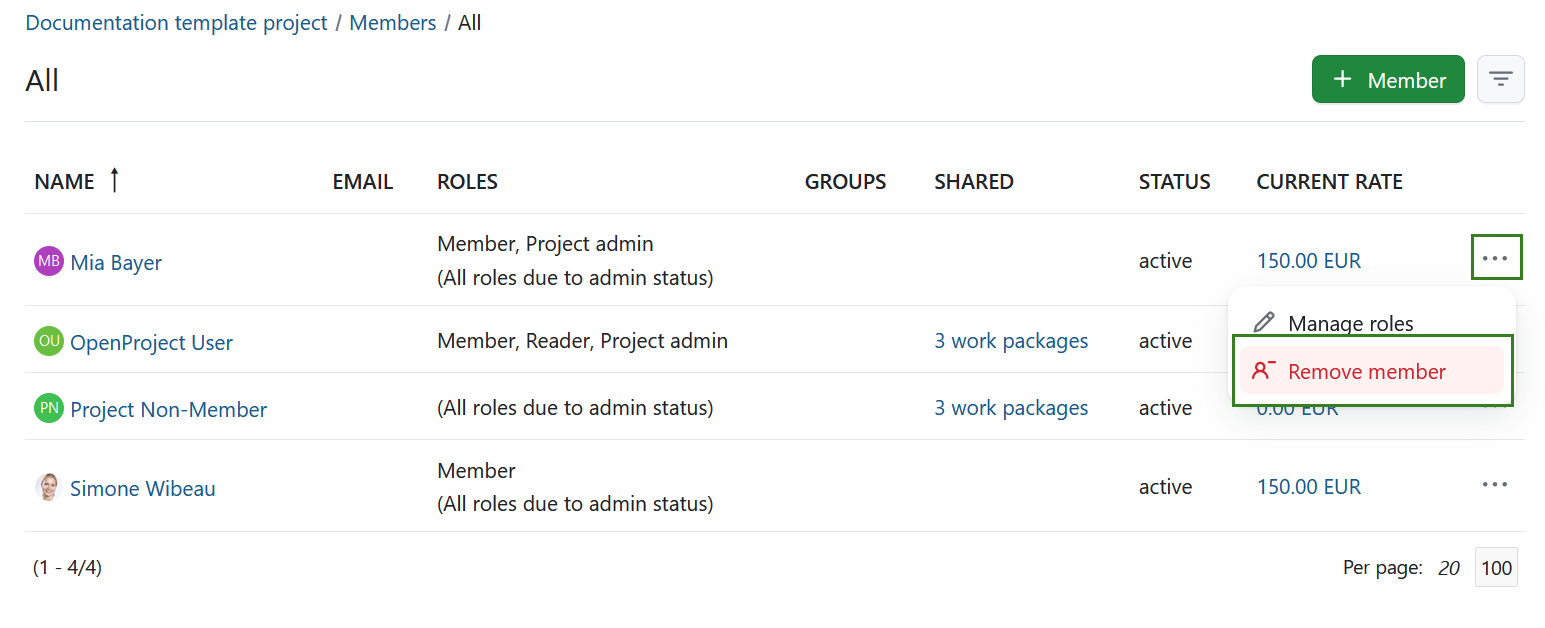 Documentation template project / Members / All
All
+ Member
NAME ↑ EMAIL ROLES GROUPS SHARED STATUS CURRENT RATE
MB Mia Bayer Member, Project admin active 150.00 EUR ...
(All roles due to admin status)
Manage roles
OU OpenProject User Member, Reader, Project admin 3 work packages active
Remove member
PN Project Non-Member (All roles due to admin status) 3 work packages active 0.00 EUR
Simone Wibeau Member active 150.00 EUR ...
(All roles due to admin status)
(1 - 4/4) Per page: 20 100